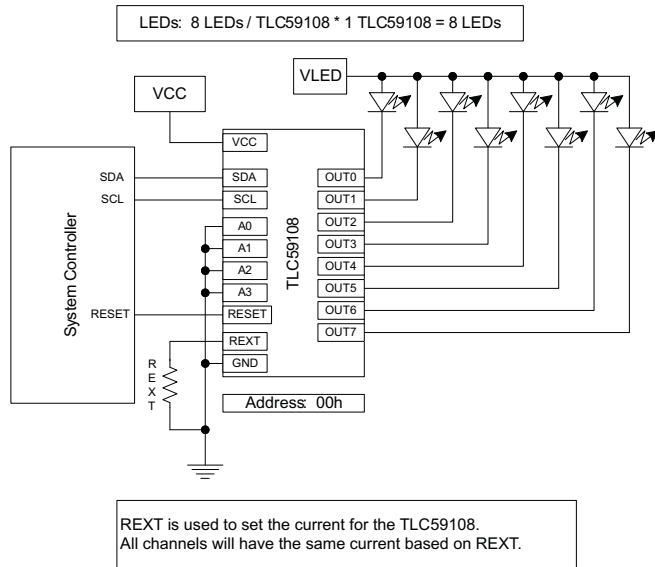 LEDs: 8 LEDs / TLC59108 * 1 TLC59108 = 8 LEDs
VLED
VCC
VCC
System Controller
SDA
SCL
RESET
SDA
SCL
A0
A1
A2
A3
RESET
REXT
GND
TLC59108
OUT0
OUT1
OUT2
OUT3
OUT4
OUT5
OUT6
OUT7
R
E
X
T
Address: 00h
REXT is used to set the current for the TLC59108.
All channels will have the same current based on REXT.